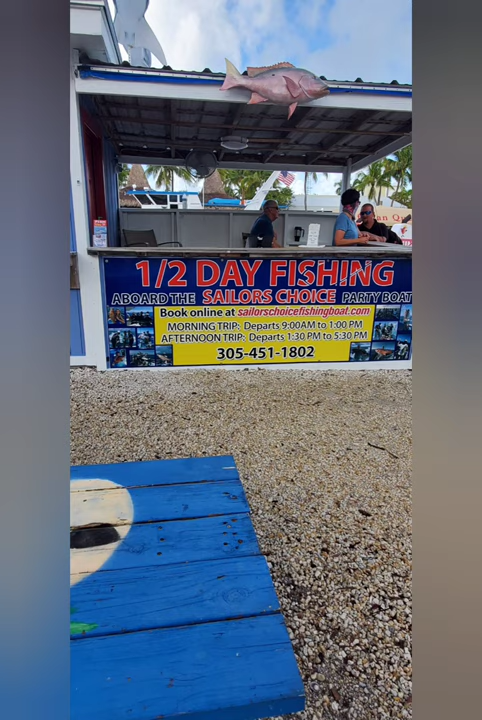 1/2 DAY FISHING
ABOARD THE SAILORS CHOICE PARTY BOAT
Book online at sailorschoicefishingboat.com
MORNING TRIP: Departs 9:00AM to 1:00 PM
AFTERNOON TRIP: Departs 1:30 PM to 5:30 PM
305-451-1802